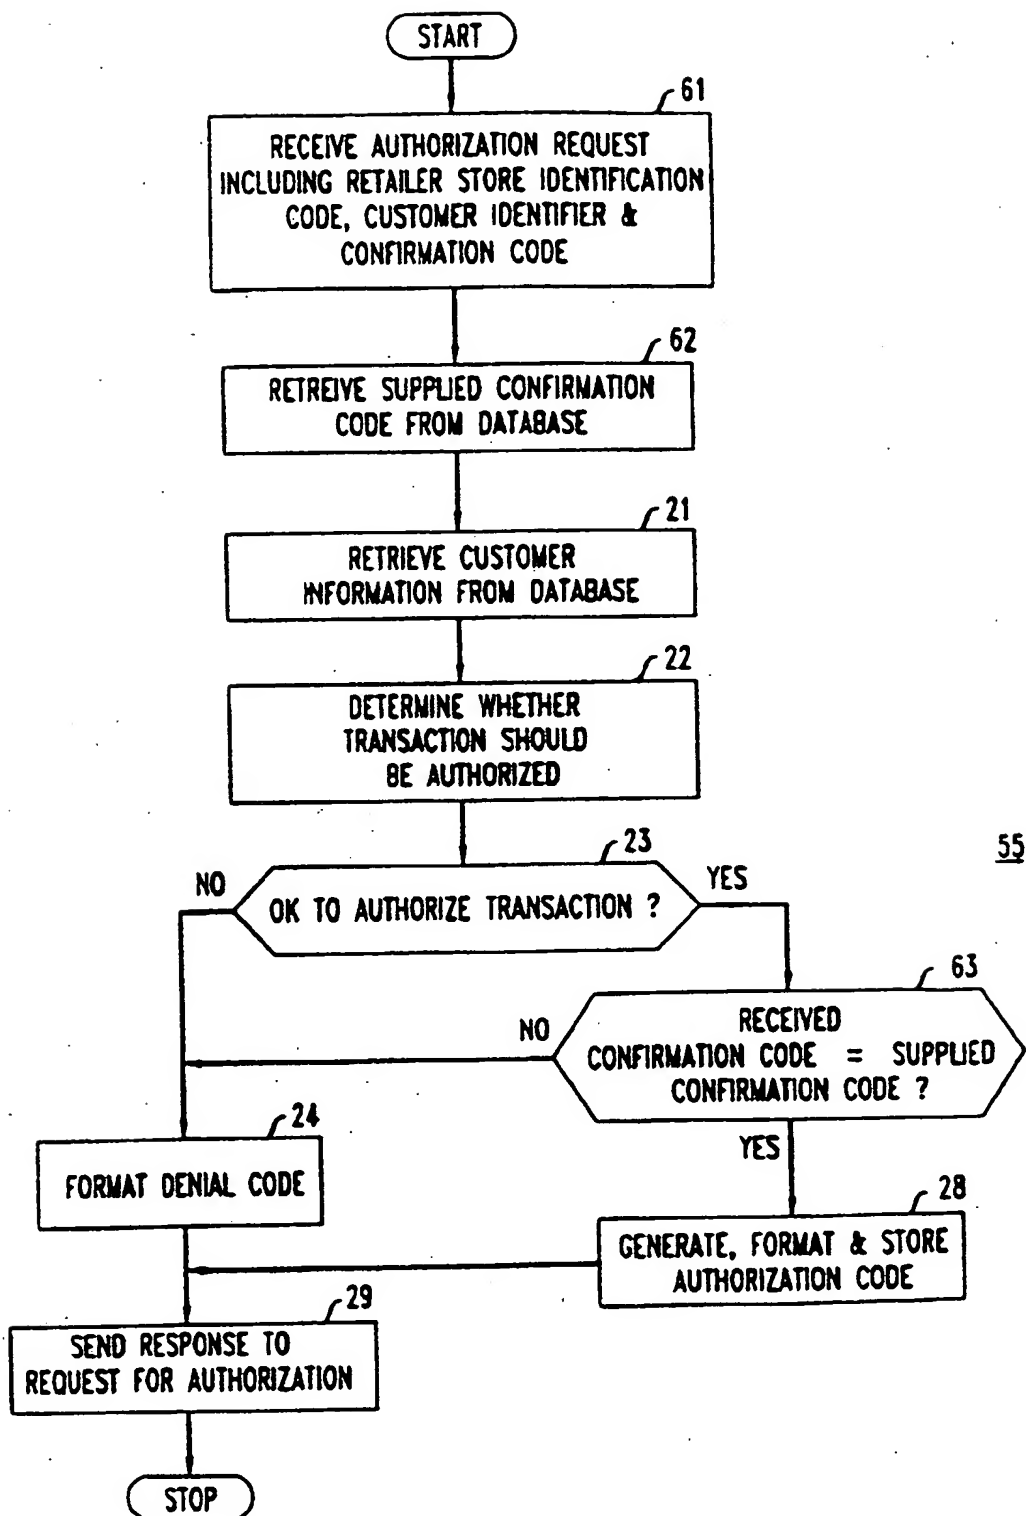 START
61
RECEIVE AUTHORIZATION REQUEST
INCLUDING RETAILER STORE IDENTIFICATION
CODE, CUSTOMER IDENTIFIER &
CONFIRMATION CODE
62
RETREIVE SUPPLIED CONFIRMATION
CODE FROM DATABASE
21
RETRIEVE CUSTOMER
INFORMATION FROM DATABASE
22
DETERMINE WHETHER
TRANSACTION SHOULD
BE AUTHORIZED
23
55
NO
OK TO AUTHORIZE TRANSACTION ?
YES
63
NO
RECEIVED
CONFIRMATION CODE = SUPPLIED
CONFIRMATION CODE ?
24
YES
FORMAT DENIAL CODE
28
GENERATE, FORMAT & STORE
AUTHORIZATION CODE
29
SEND RESPONSE TO
REQUEST FOR AUTHORIZATION
STOP